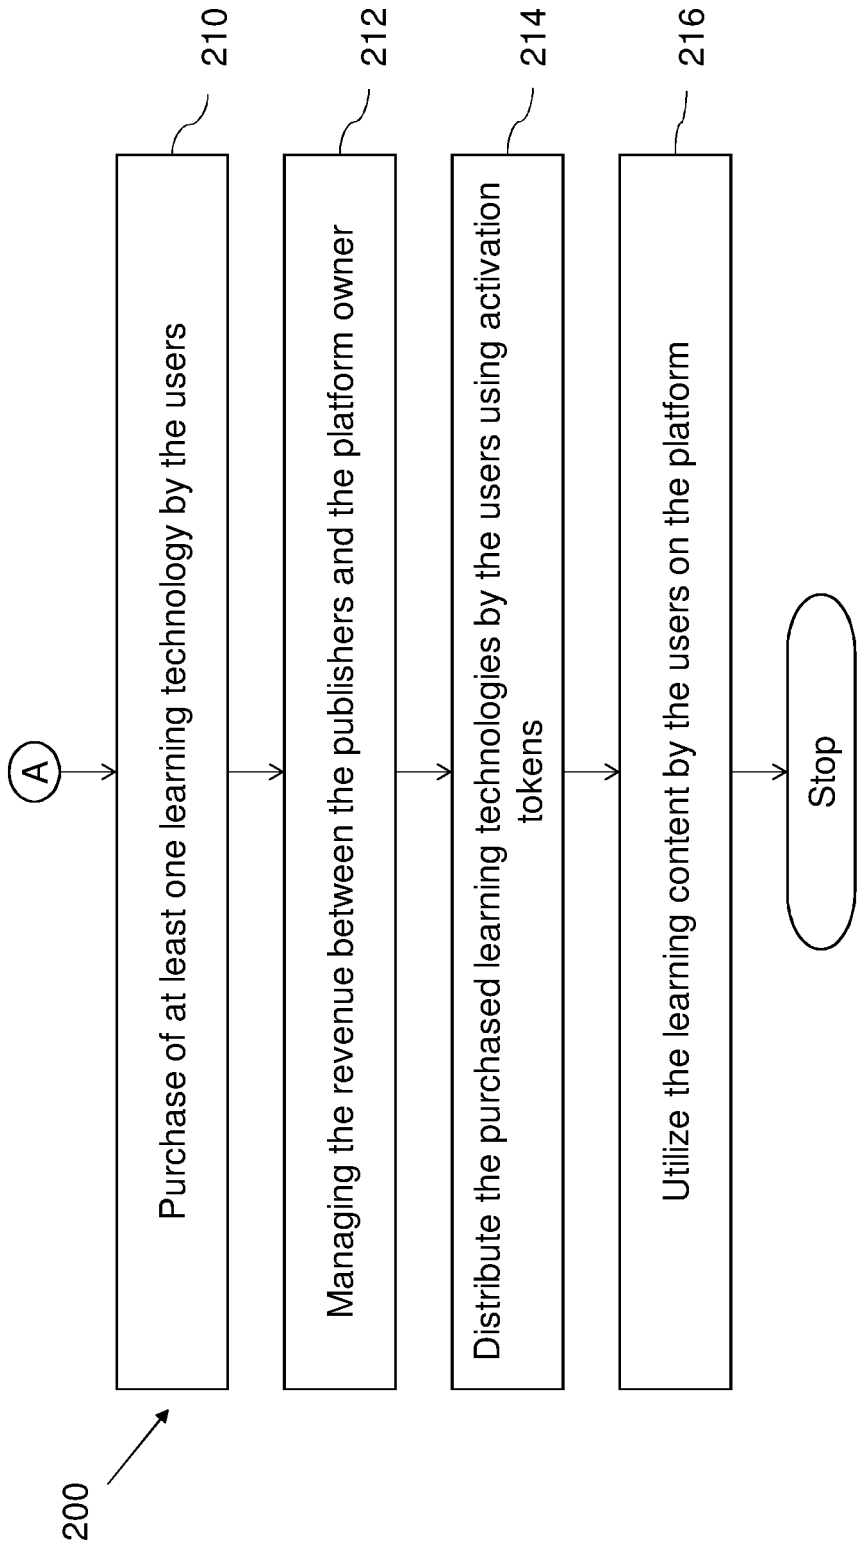 200
A
Purchase of at least one learning technology by the users
210
Managing the revenue between the publishers and the platform owner
212
Distribute the purchased learning technologies by the users using activation
tokens
214
Utilize the learning content by the users on the platform
216
Stop